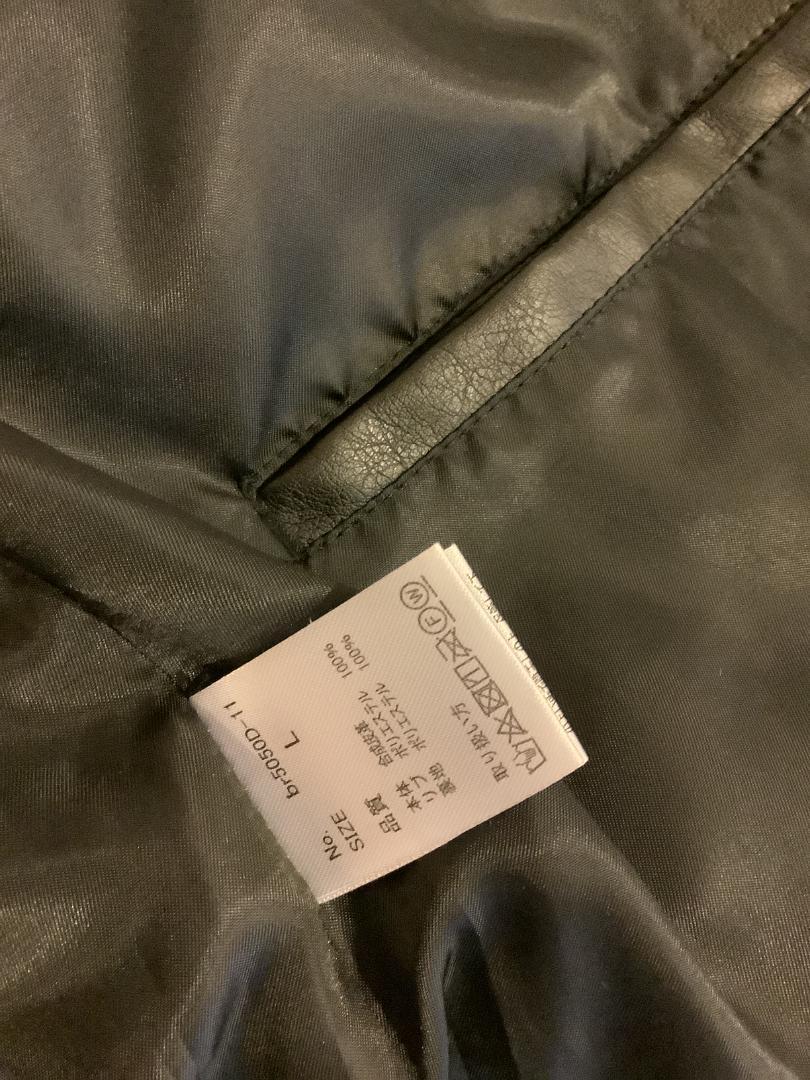 No. br5050D-11
SIZE L
品質
本体 合成皮革
リブ ポリエステル 100%
裏地 ポリエステル 100%
取り扱い方
W
F